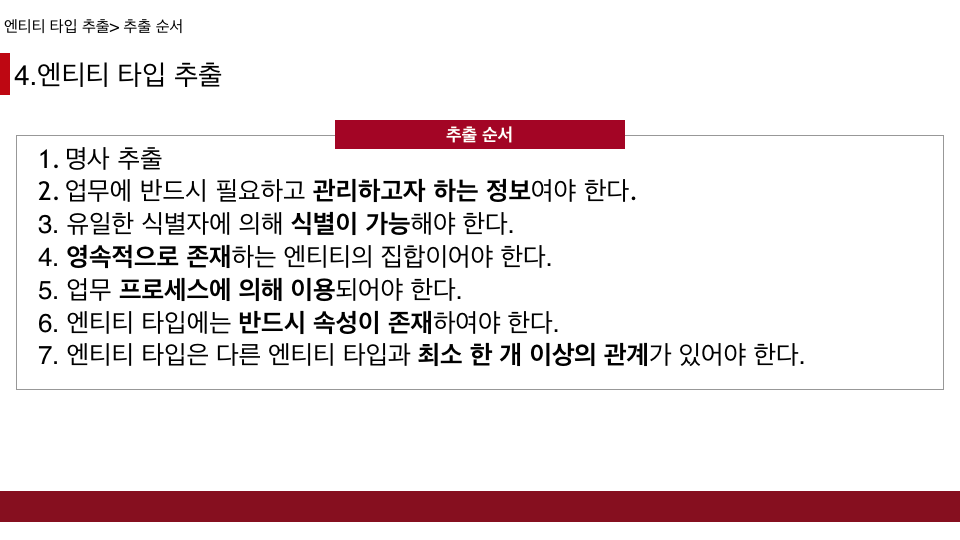 엔티티 타입 추출> 추출 순서
4.엔티티 타입 추출
추출 순서
1. 명사 추출
2. 업무에 반드시 필요하고 관리하고자 하는 정보여야 한다.
3. 유일한 식별자에 의해 식별이 가능해야 한다.
4. 영속적으로 존재하는 엔티티의 집합이어야 한다.
5. 업무 프로세스에 의해 이용되어야 한다.
6. 엔티티 타입에는 반드시 속성이 존재하여야 한다.
7. 엔티티 타입은 다른 엔티티 타입과 최소 한 개 이상의 관계가 있어야 한다.